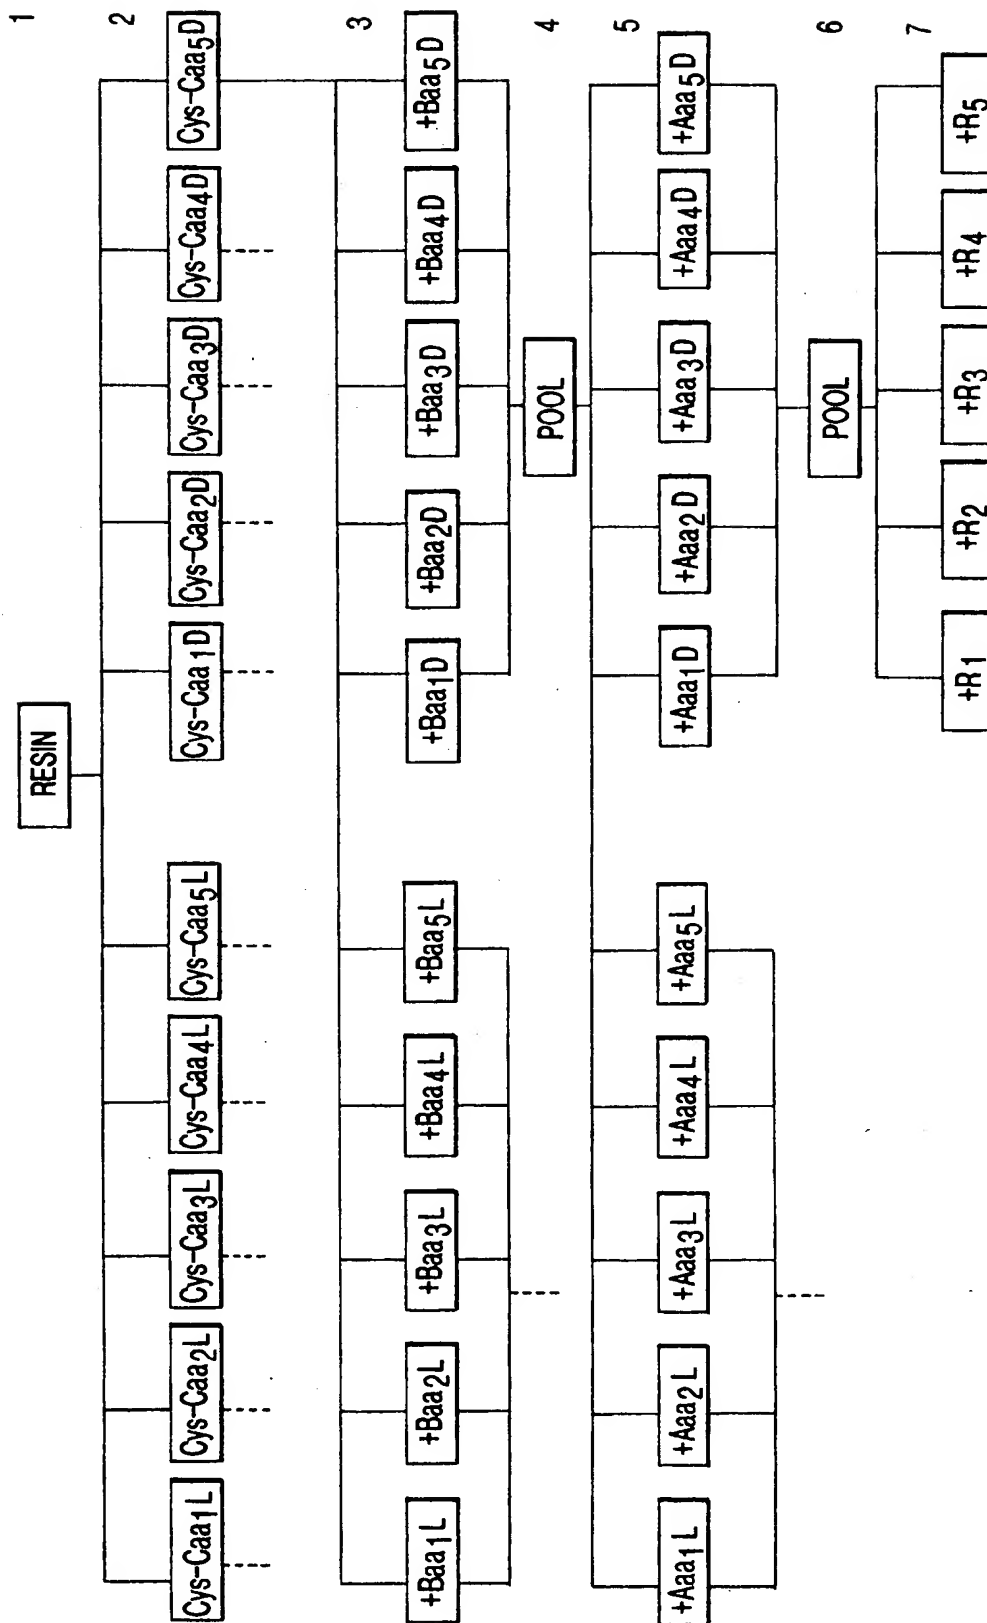 1
RESIN
2
Cys-Caa1L Cys-Caa2L Cys-Caa3L Cys-Caa4L Cys-Caa5L Cys-Caa1D Cys-Caa2D Cys-Caa3D Cys-Caa4D Cys-Caa5D
3
+Baa1L +Baa2L +Baa3L +Baa4L +Baa5L +Baa1D +Baa2D +Baa3D +Baa4D +Baa5D
4
POOL
5
+Aaa1L +Aaa2L +Aaa3L +Aaa4L +Aaa5L +Aaa1D +Aaa2D +Aaa3D +Aaa4D +Aaa5D
6
POOL
7
+R1 +R2 +R3 +R4 +R5